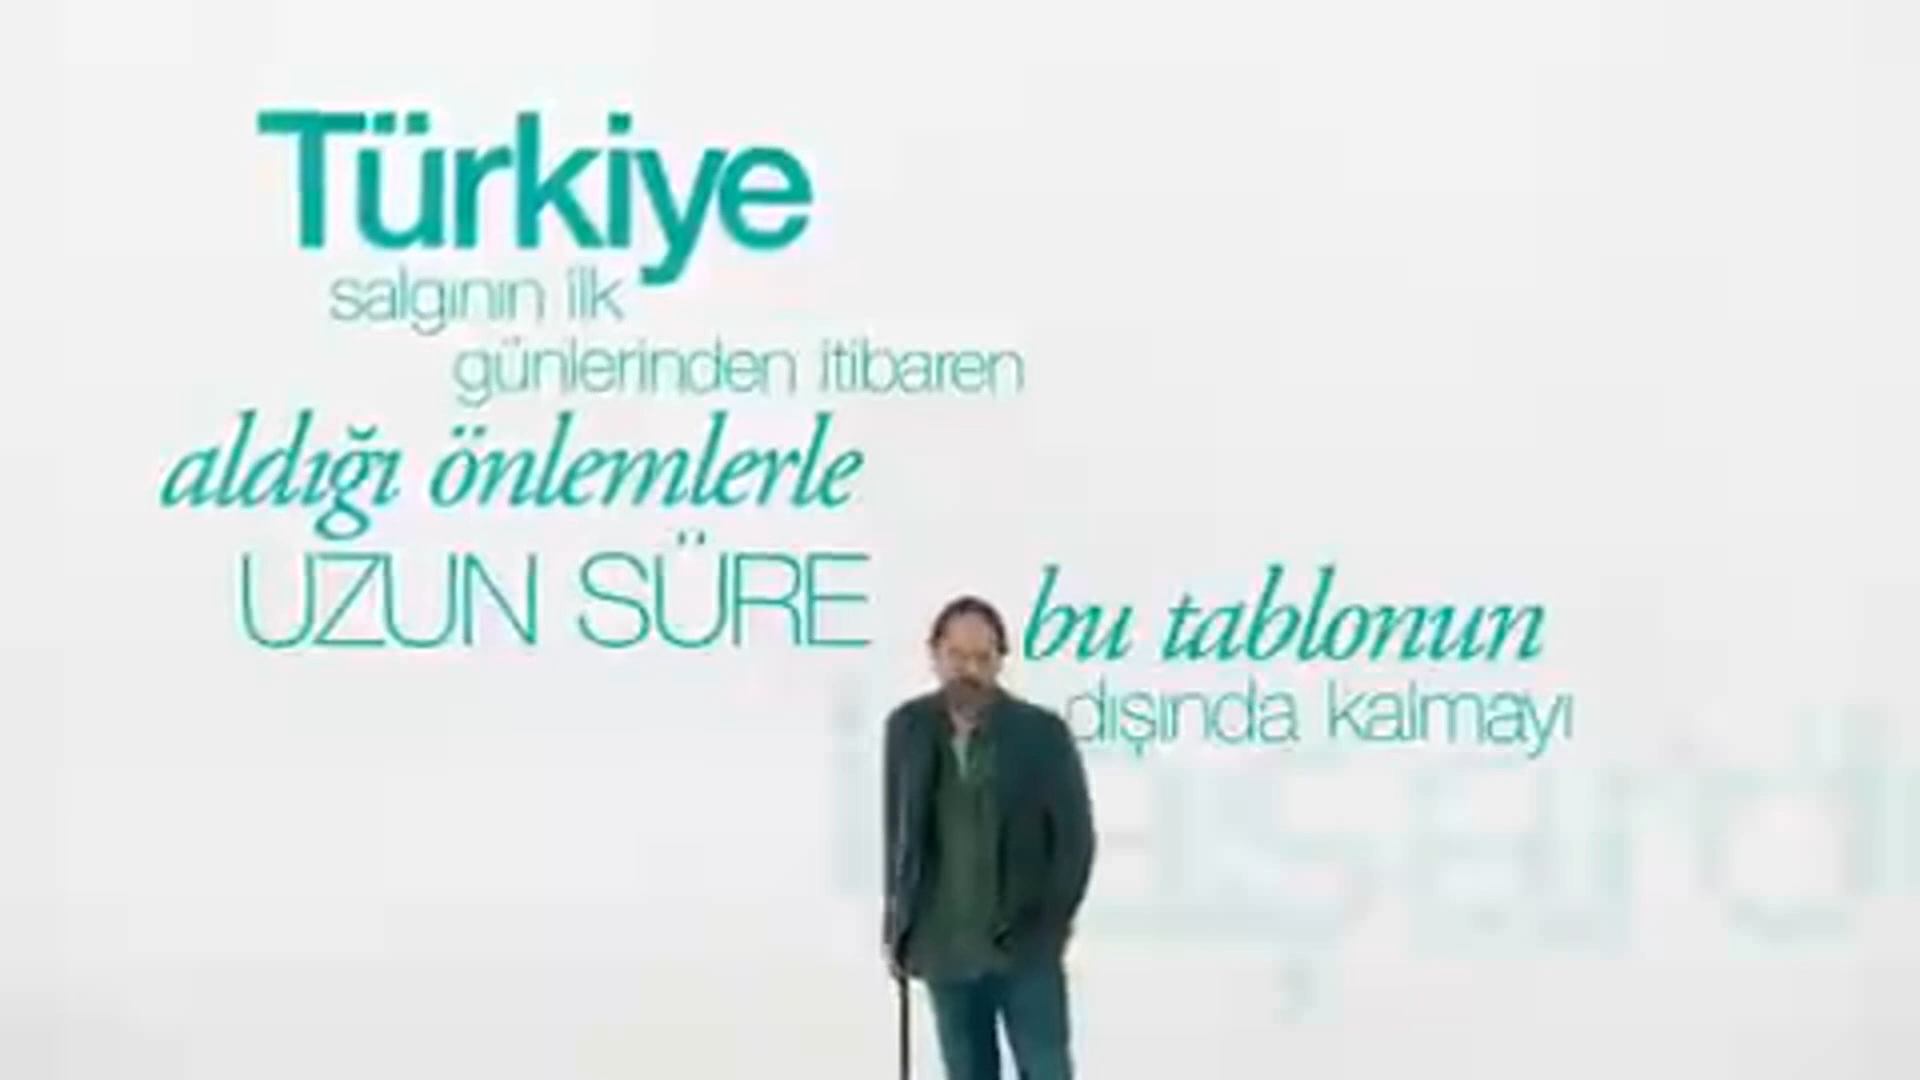 Türkiye
salgının ilk
günlerinden itibaren
aldığı önlemlerle
UZUN SÜRE
bu tablonun
dışında kalmayı